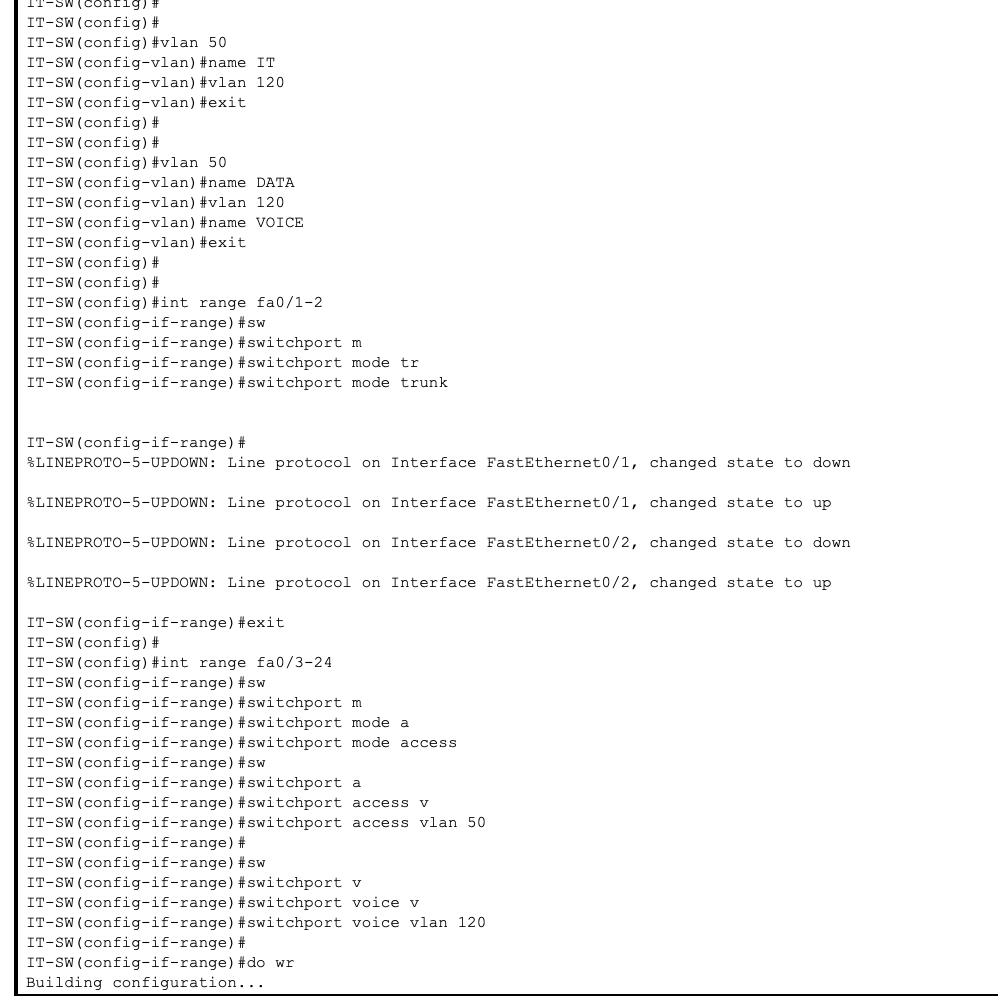 IT-SW(config)#
IT-SW(config)#
IT-SW(config)#vlan 50
IT-SW(config-vlan)#name IT
IT-SW(config-vlan)#vlan 120
IT-SW(config-vlan)#exit
IT-SW(config)#
IT-SW(config)#
IT-SW(config)#vlan 50
IT-SW(config-vlan)#name DATA
IT-SW(config-vlan)#vlan 120
IT-SW(config-vlan)#name VOICE
IT-SW(config-vlan)#exit
IT-SW(config)#
IT-SW(config)#
IT-SW(config)#int range fa0/1-2
IT-SW(config-if-range)#sw
IT-SW(config-if-range)#switchport m
IT-SW(config-if-range)#switchport mode tr
IT-SW(config-if-range)#switchport mode trunk
IT-SW(config-if-range)#
%LINEPROTO-5-UPDOWN: Line protocol on Interface FastEthernet0/1, changed state to down
%LINEPROTO-5-UPDOWN: Line protocol on Interface FastEthernet0/1, changed state to up
%LINEPROTO-5-UPDOWN: Line protocol on Interface FastEthernet0/2, changed state to down
%LINEPROTO-5-UPDOWN: Line protocol on Interface FastEthernet0/2, changed state to up
IT-SW(config-if-range)#exit
IT-SW(config)#
IT-SW(config)#int range fa0/3-24
IT-SW(config-if-range)#sw
IT-SW(config-if-range)#switchport m
IT-SW(config-if-range)#switchport mode a
IT-SW(config-if-range)#switchport mode access
IT-SW(config-if-range)#sw
IT-SW(config-if-range)#switchport a
IT-SW(config-if-range)#switchport access v
IT-SW(config-if-range)#switchport access vlan 50
IT-SW(config-if-range)#
IT-SW(config-if-range)#sw
IT-SW(config-if-range)#switchport v
IT-SW(config-if-range)#switchport voice v
IT-SW(config-if-range)#switchport voice vlan 120
IT-SW(config-if-range)#
IT-SW(config-if-range)#do wr
Building configuration...